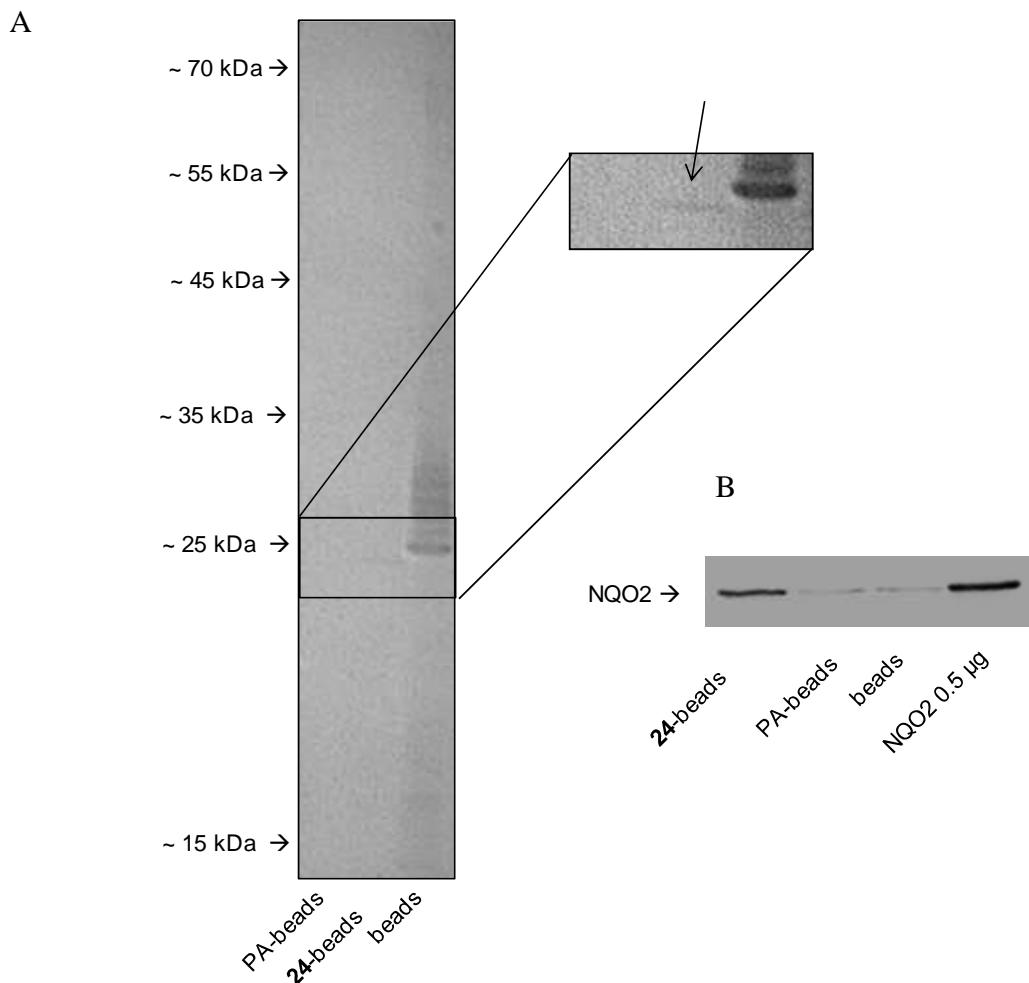 A
~ 70 kDa →
~ 55 kDa →
~ 45 kDa →
~ 35 kDa →
~ 25 kDa →
~ 15 kDa →
PA-beads
24-beads
beads
B
NQO2 →
24-beads
PA-beads
beads
NQO2 0.5 µg